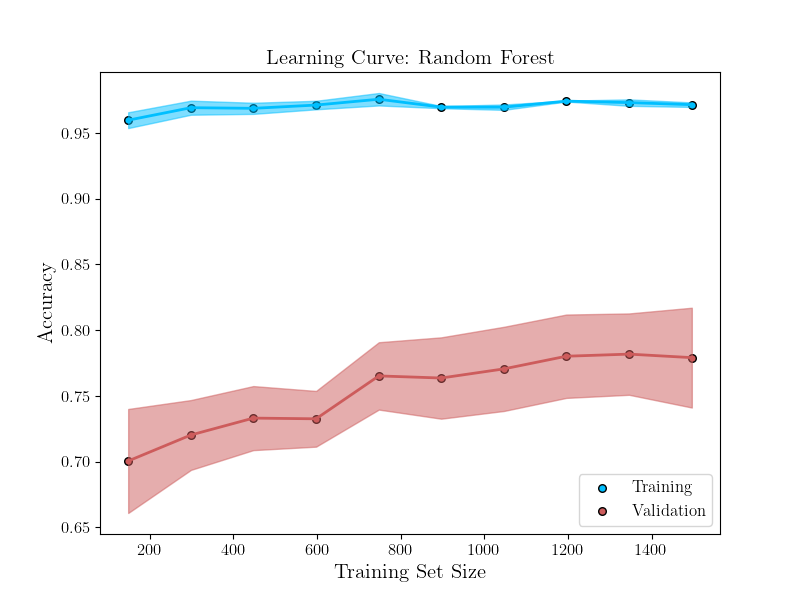 Learning Curve: Random Forest
Accuracy
0.95
0.90
0.85
0.80
0.75
0.70
0.65
200 400 600 800 1000 1200 1400
Training Set Size
Training
Validation